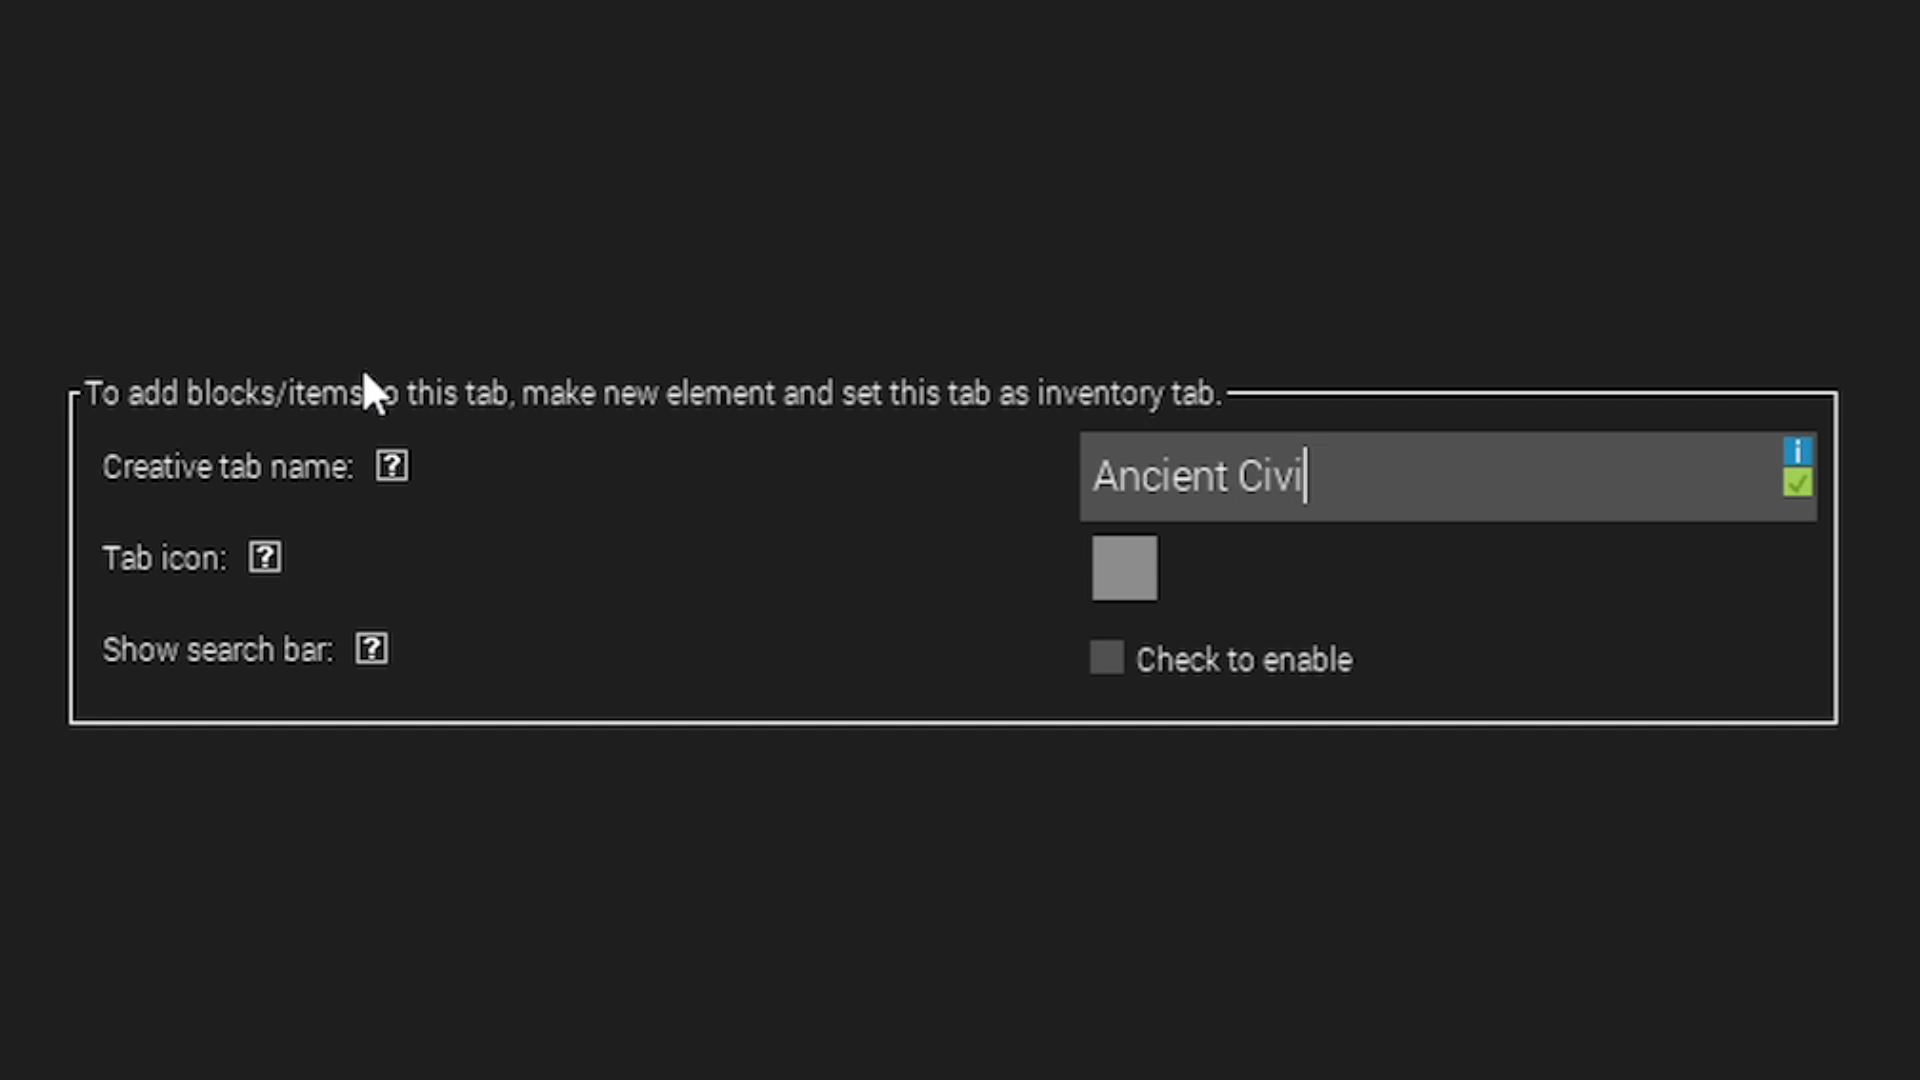 To add blocks/items to this tab, make new element and set this tab as inventory tab.
Creative tab name: ?
Ancient Civi
Tab icon: ?
Show search bar: ?
Check to enable